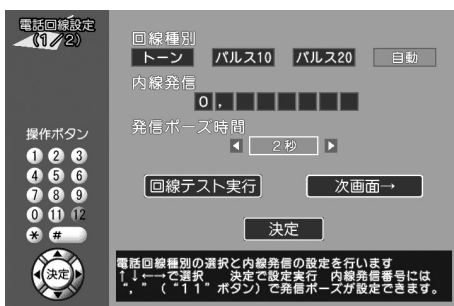 電話回線設定
(1/2)
回線種別
トーン パルス10 パルス20 自動
内線発信
0,
発信ポーズ時間
2秒
回線テスト実行 次画面→
決定
操作ボタン
1 2 3
4 5 6
7 8 9
0 11 12
* #
決定
電話回線種別の選択と内線発信の設定を行います
↑↓←→で選択 決定で設定実行 内線発信番号には
“,” (“11”ボタン)で発信ポーズが設定できます。